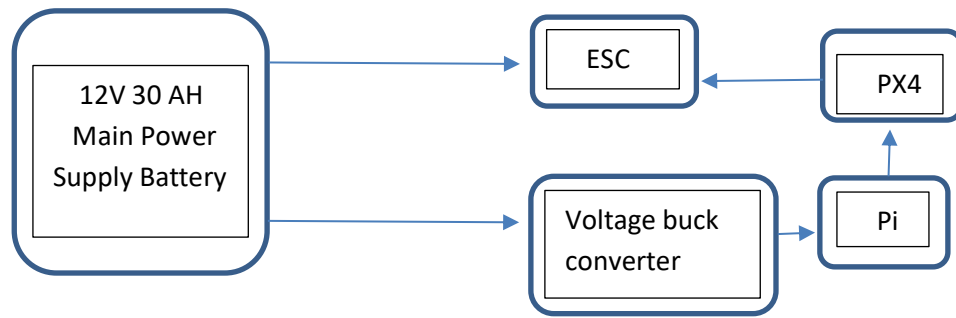 12V 30 AH
Main Power
Supply Battery
ESC
PX4
Voltage buck
converter
Pi